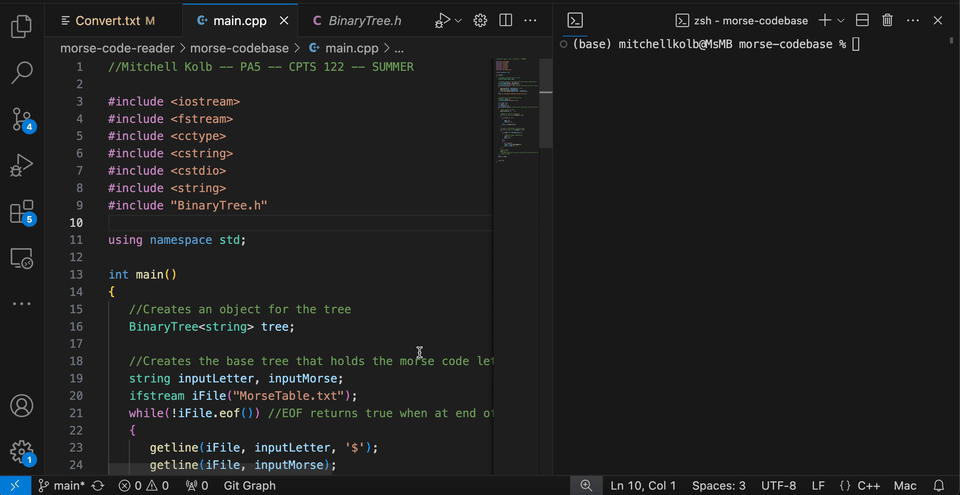 Convert.txt M
main.cpp
BinaryTree.h
zsh - morse-codebase
morse-code-reader > morse-codebase > main.cpp > ...
(base) mitchellkolb@MsMB morse-codebase %
1 //Mitchell Kolb -- PA5 -- CPTS 122 -- SUMMER
2
3 #include <iostream>
4 #include <fstream>
5 #include <cctype>
6 #include <cstring>
7 #include <cstdio>
8 #include <string>
9 #include "BinaryTree.h"
10
11 using namespace std;
12
13 int main()
14 {
15 //Creates an object for the tree
16 BinaryTree<string> tree;
17
18 //Creates the base tree that holds the morse code let
19 string inputLetter, inputMorse;
20 ifstream iFile("MorseTable.txt");
21 while(!iFile.eof()) //EOF returns true when at end of
22 {
23 getline(iFile, inputLetter, '$');
24 getline(iFile, inputMorse);
4
5
1
main* 0 0 0 Git Graph Ln 10, Col 1 Spaces: 3 UTF-8 LF {} C++ Mac